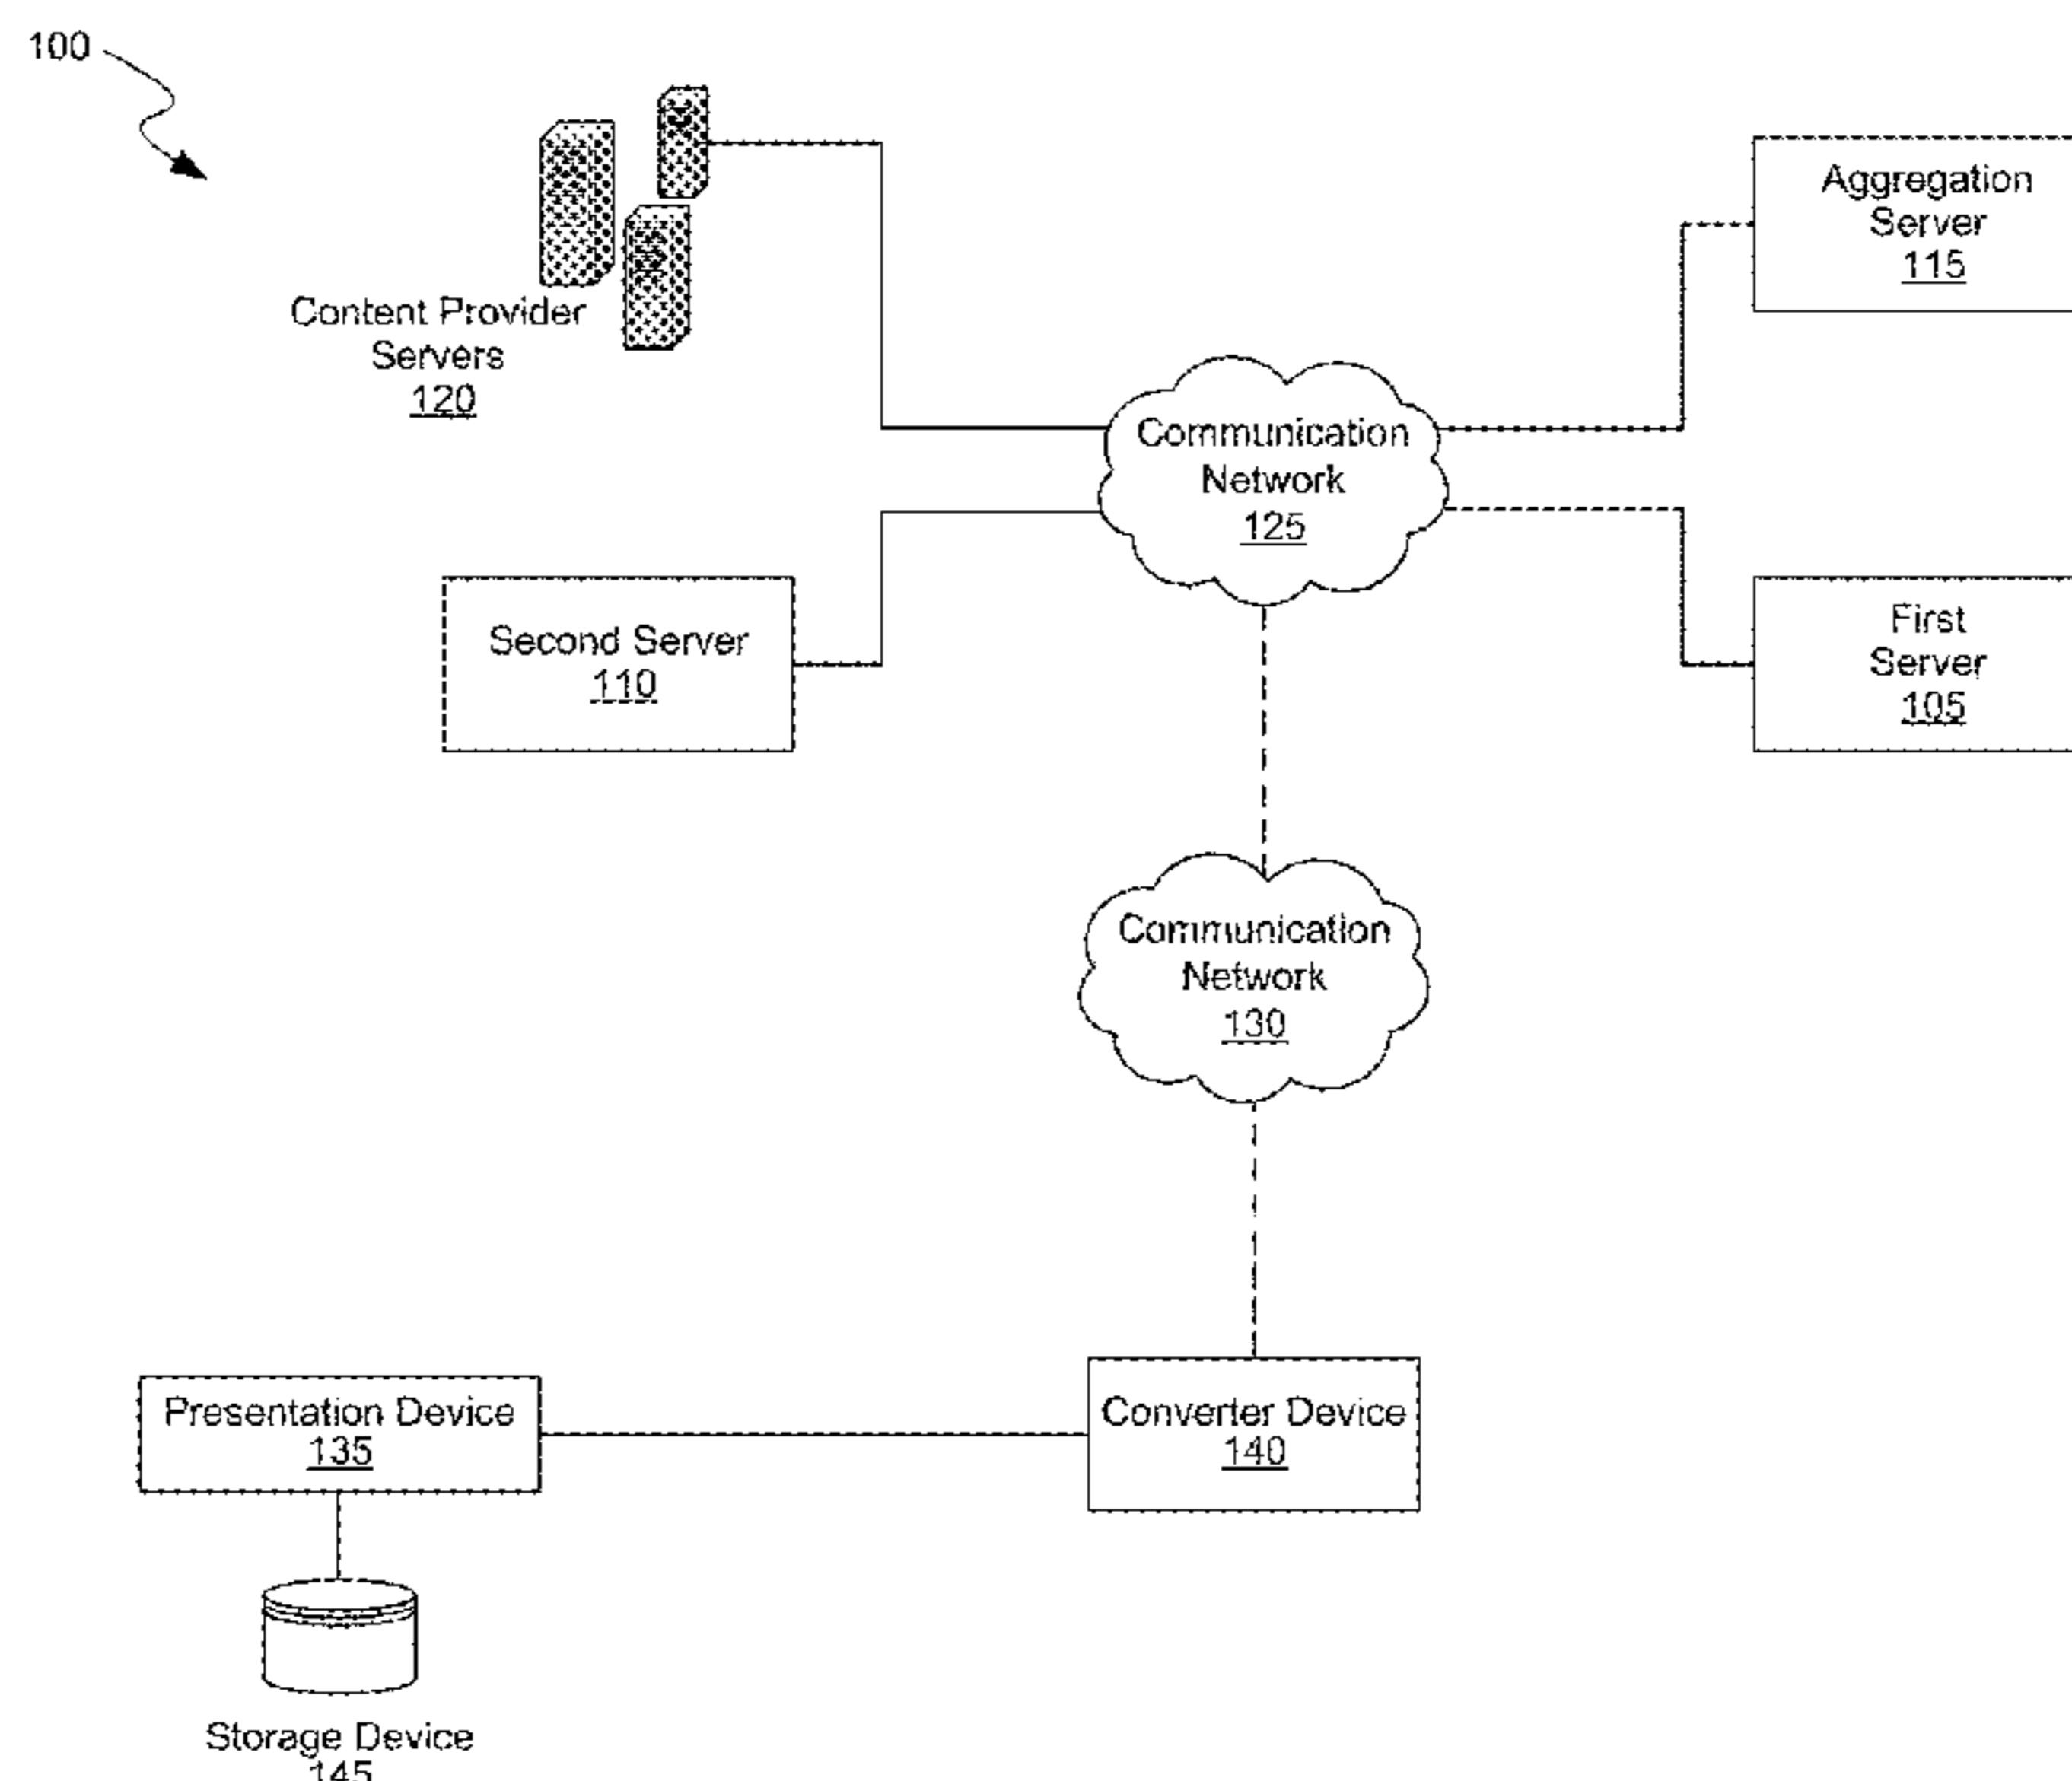 100
Content Provider
Servers
120
Aggregation
Server
115
Communication
Network
125
Second Server
110
First
Server
105
Communication
Network
130
Presentation Device
135
Converter Device
140
Storage Device
145